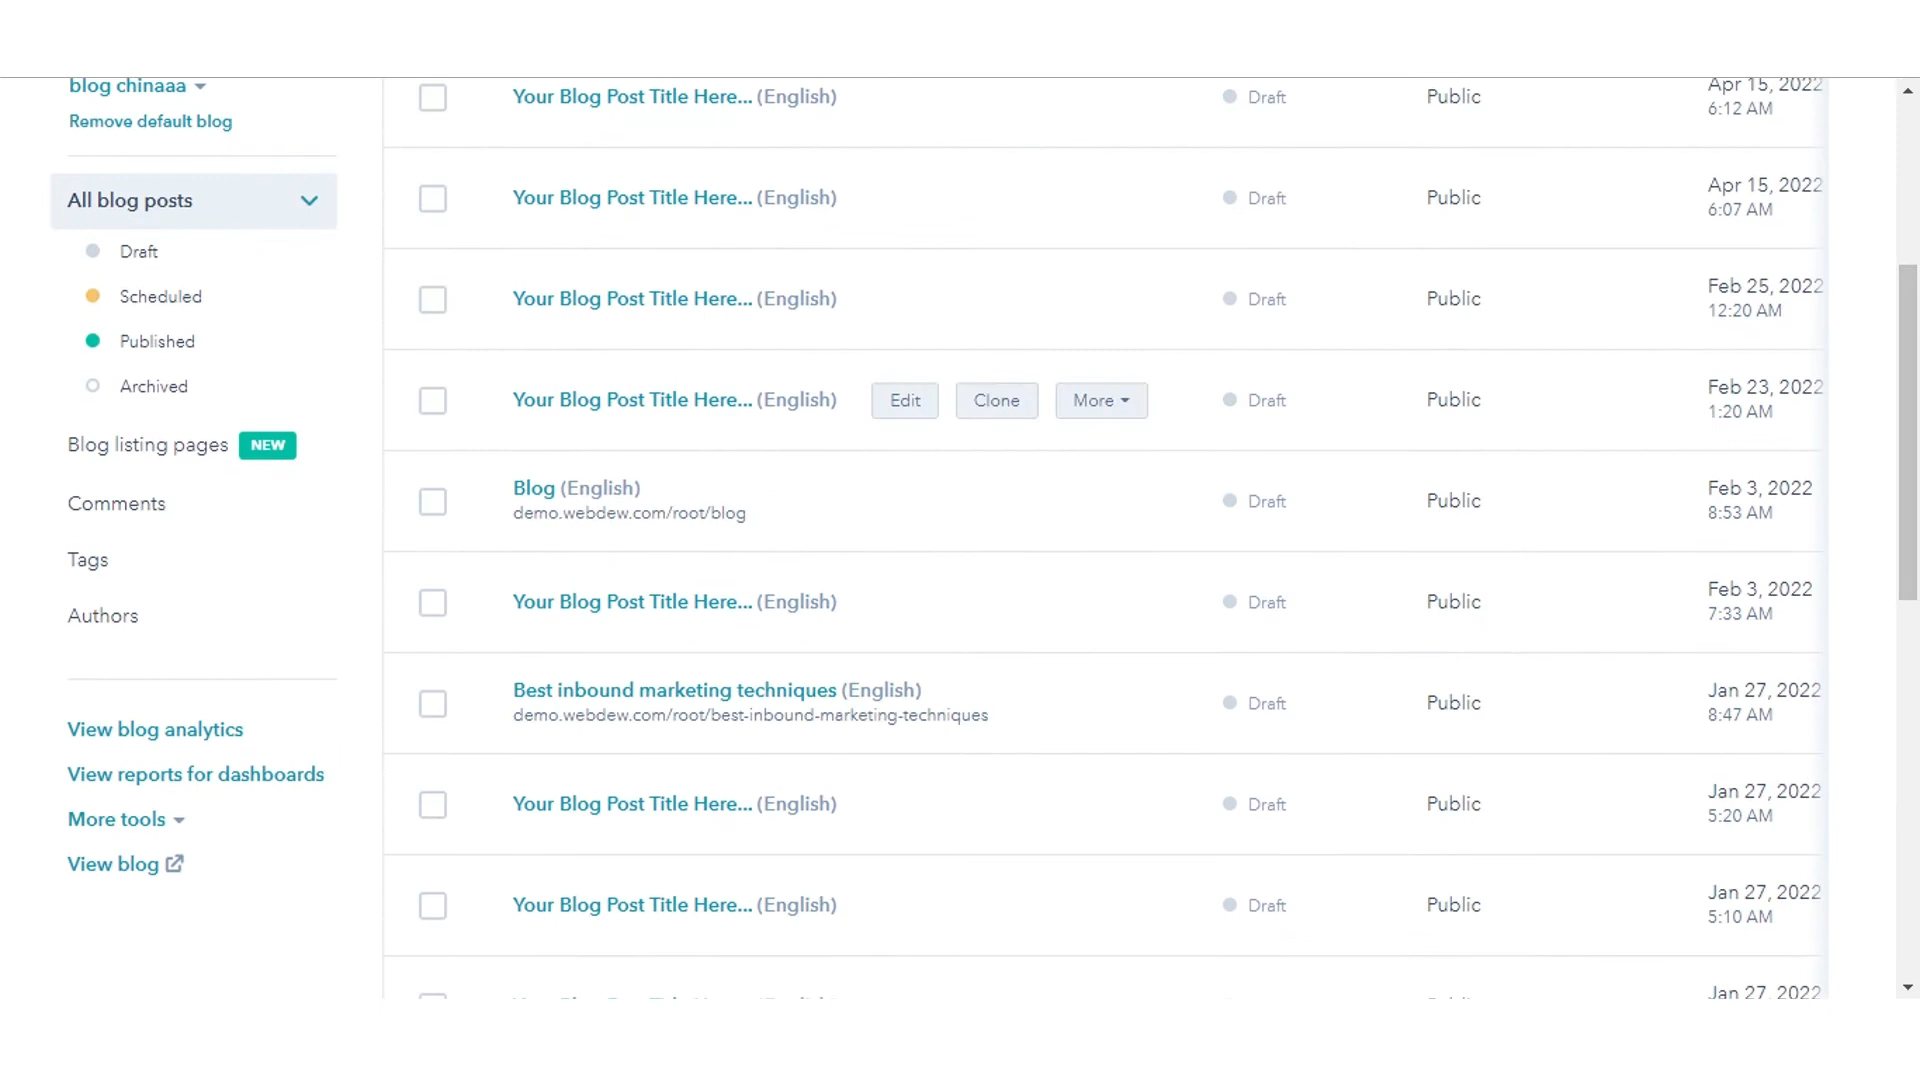 blog chinaaa
Remove default blog
All blog posts
Draft
Scheduled
Published
Archived
Blog listing pages NEW
Comments
Tags
Authors
View blog analytics
View reports for dashboards
More tools
View blog
Your Blog Post Title Here... (English) Draft Public Apr 15, 2022
6:12 AM
Your Blog Post Title Here... (English) Draft Public Apr 15, 2022
6:07 AM
Your Blog Post Title Here... (English) Draft Public Feb 25, 2022
12:20 AM
Your Blog Post Title Here... (English) Edit Clone More Draft Public Feb 23, 2022
1:20 AM
Blog (English) Draft Public Feb 3, 2022
demo.webdew.com/root/blog 8:53 AM
Your Blog Post Title Here... (English) Draft Public Feb 3, 2022
7:33 AM
Best inbound marketing techniques (English) Draft Public Jan 27, 2022
demo.webdew.com/root/best-inbound-marketing-techniques 8:47 AM
Your Blog Post Title Here... (English) Draft Public Jan 27, 2022
5:20 AM
Your Blog Post Title Here... (English) Draft Public Jan 27, 2022
5:10 AM
Jan 27, 2022